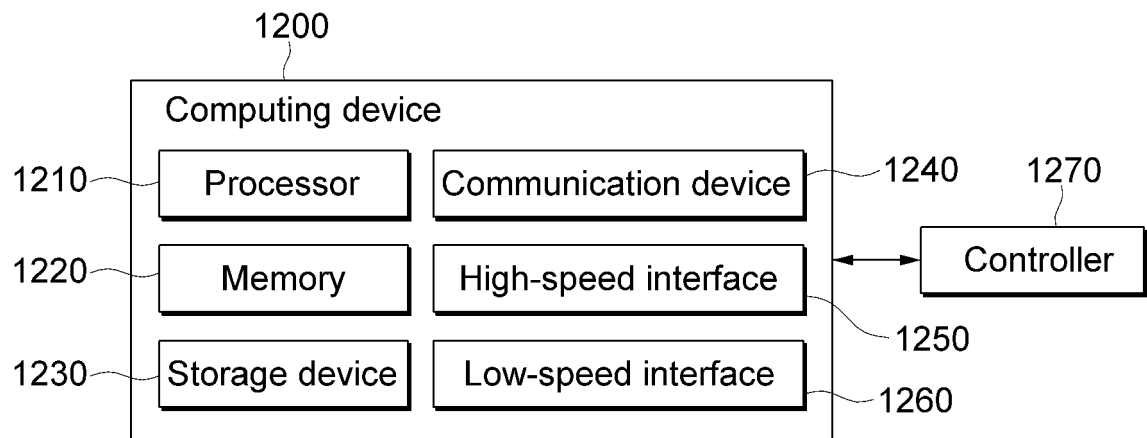 1200
Computing device
1210 Processor Communication device 1240
1270
1220 Memory High-speed interface Controller
1250
1230 Storage device Low-speed interface
1260